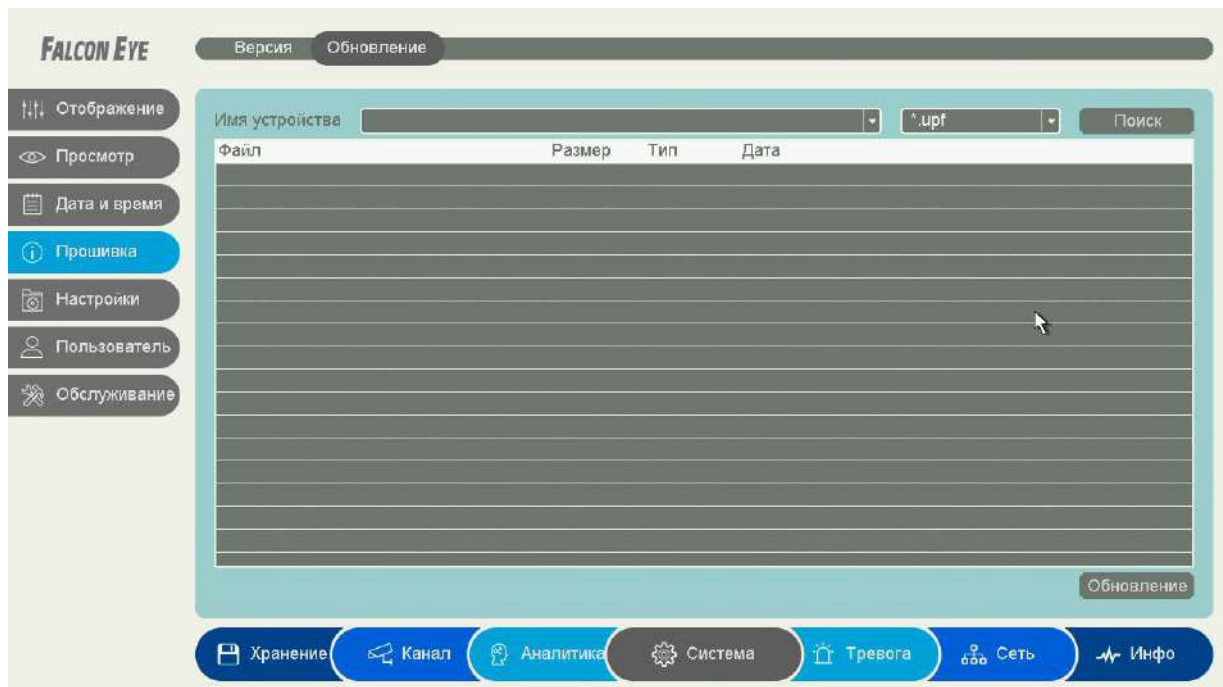 FALCON EYE
Версия Обновление
Отображение
Просмотр
Дата и время
Прошивка
Настройки
Пользователь
Обслуживание
Имя устройства *.upf Поиск
Файл Размер Тип Дата
Обновление
Хранение Канал Аналитика Система Тревога Сеть Инфо